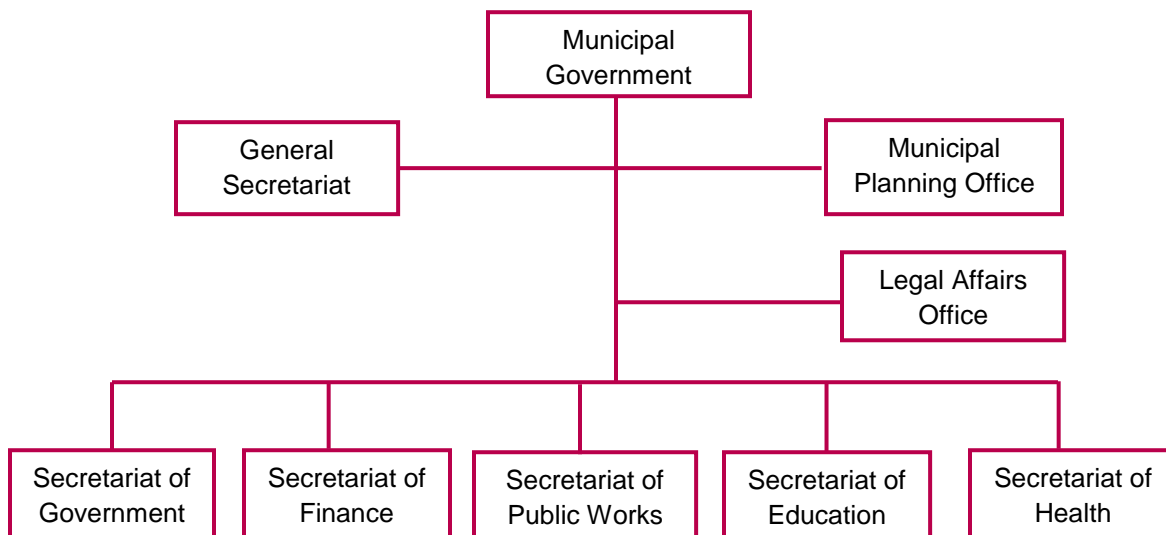 Municipal
Government
General
Secretariat
Municipal
Planning Office
Legal Affairs
Office
Secretariat of
Government
Secretariat of
Finance
Secretariat of
Public Works
Secretariat of
Education
Secretariat of
Health